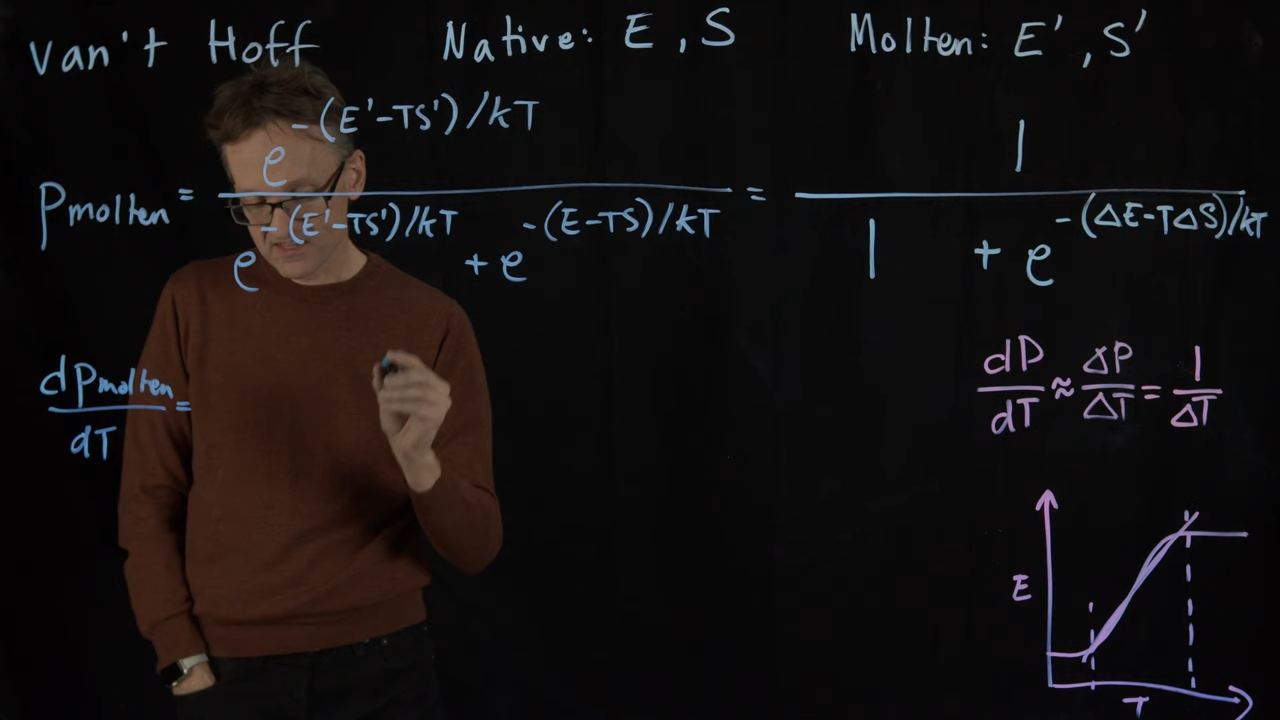 Van't Hoff Native: E, S Molten: E', S'
Pmolten = e^-(E'-TS')/kT / e^-(E'-TS')/kT + e^-(E-TS)/kT = 1 / 1 + e^-(ΔE-TΔS)/kT
dPmolten/dT =
dP/dT ≈ ΔP/ΔT = 1/ΔT
E
T